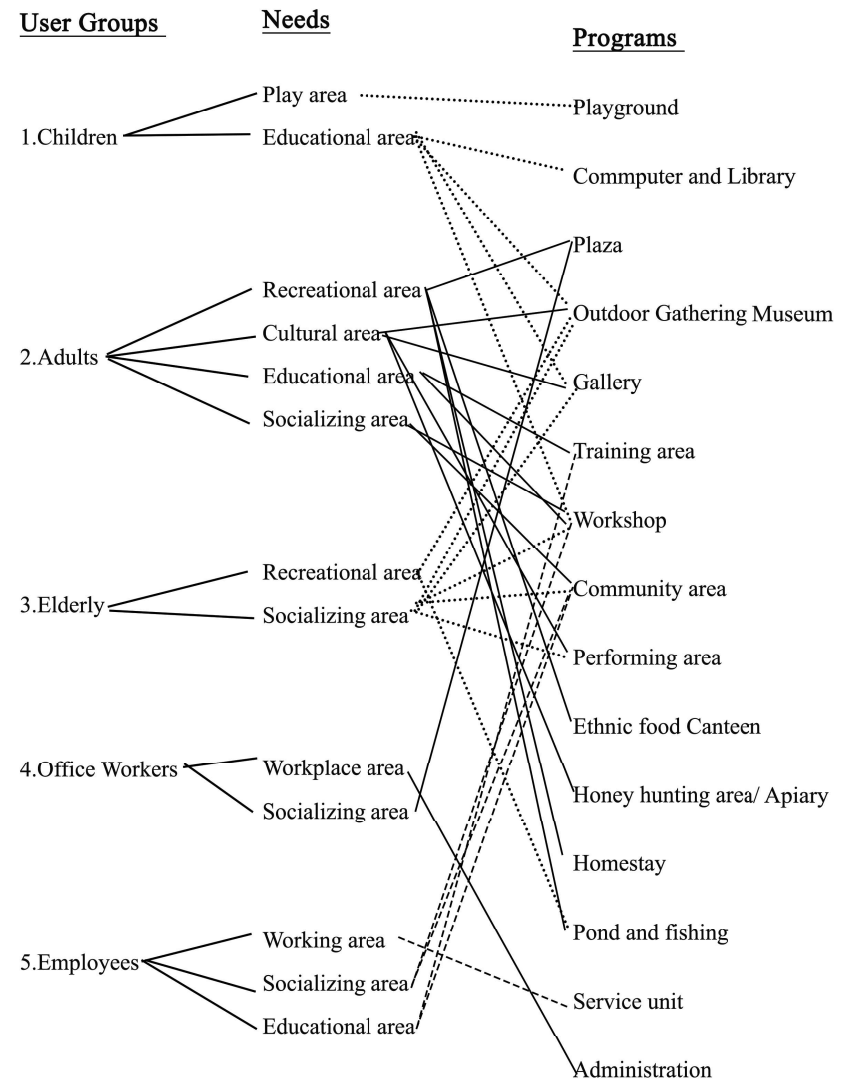 User Groups
Needs
Programs
1.Children
Play area
Educational area
2.Adults
Recreational area
Cultural area
Educational area
Socializing area
3.Elderly
Recreational area
Socializing area
4.Office Workers
Workplace area
Socializing area
5.Employees
Working area
Socializing area
Educational area
Playground
Commputer and Library
Plaza
Outdoor Gathering Museum
Gallery
Training area
Workshop
Community area
Performing area
Ethnic food Canteen
Honey hunting area/ Apiary
Homestay
Pond and fishing
Service unit
Administration